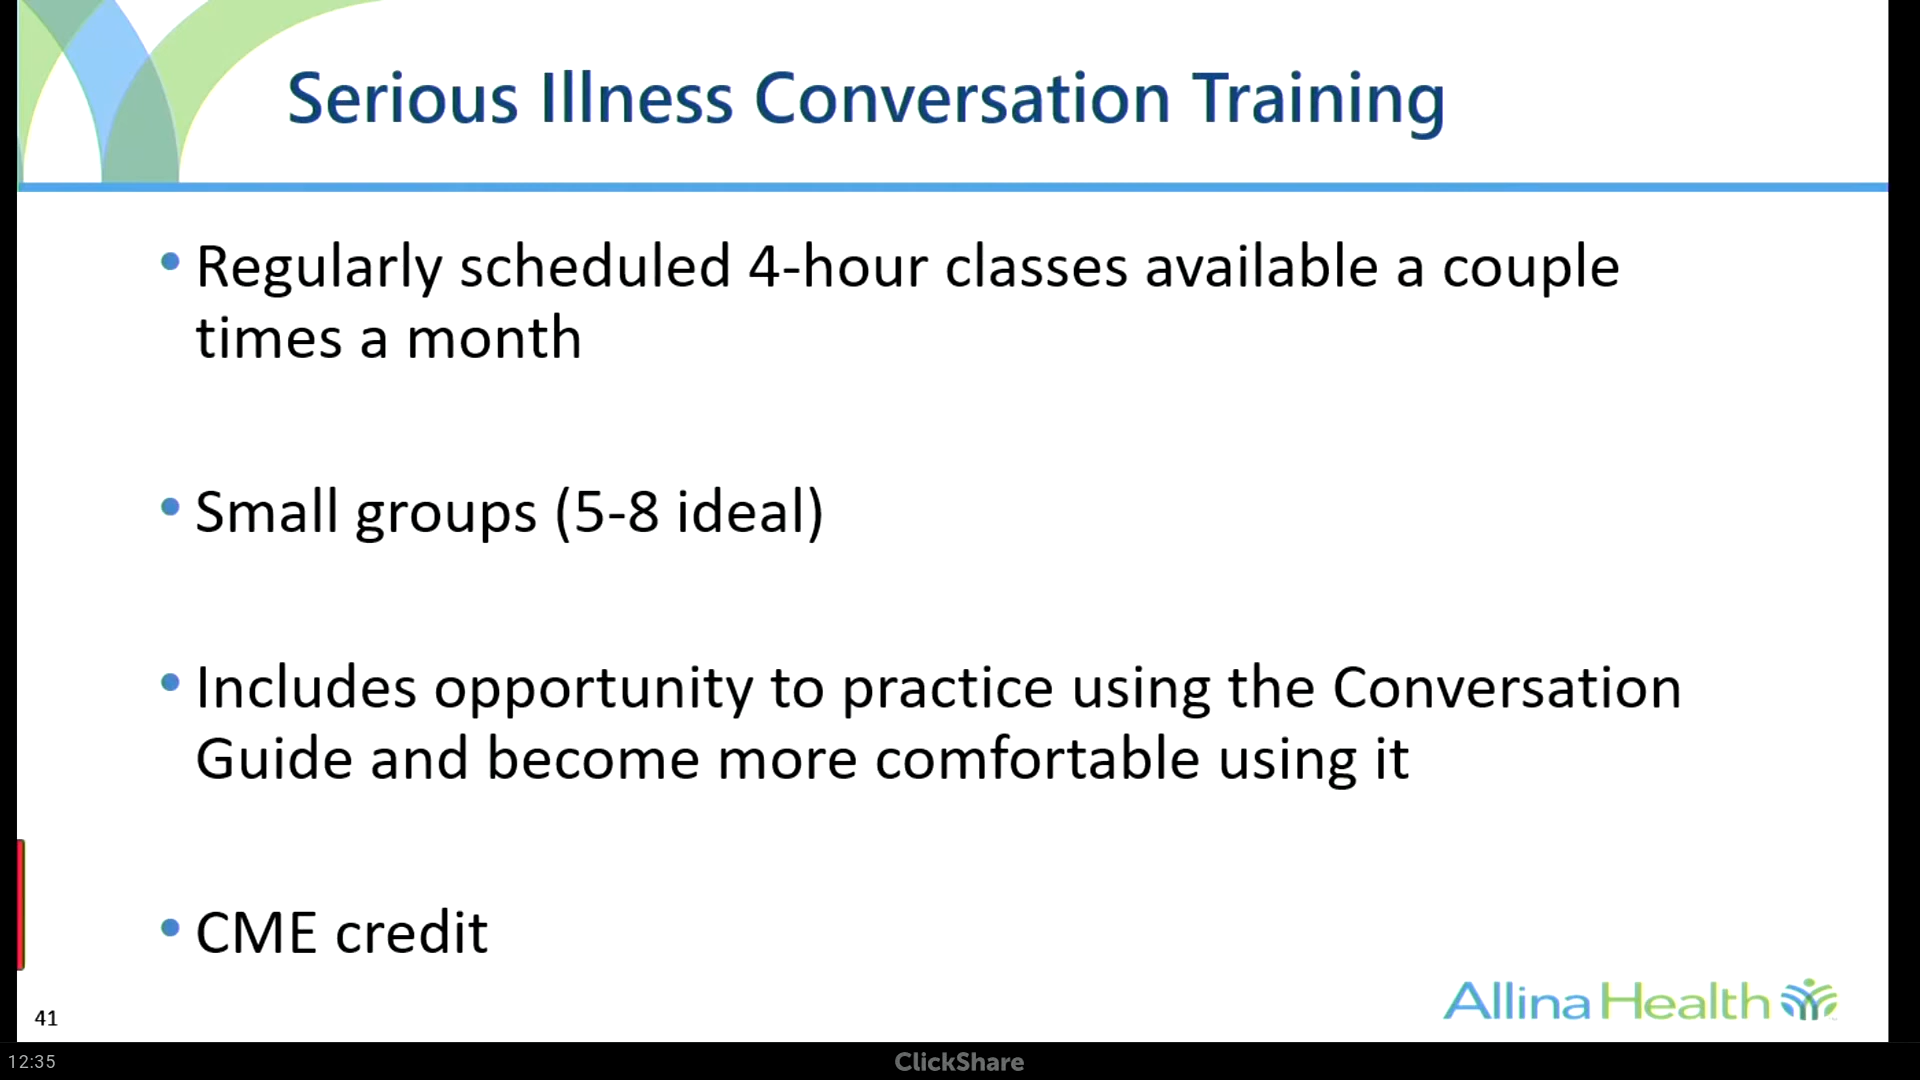 Serious Illness Conversation Training
• Regularly scheduled 4-hour classes available a couple
times a month
• Small groups (5-8 ideal)
• Includes opportunity to practice using the Conversation
Guide and become more comfortable using it
• CME credit
Allina Health
41
12:35
ClickShare